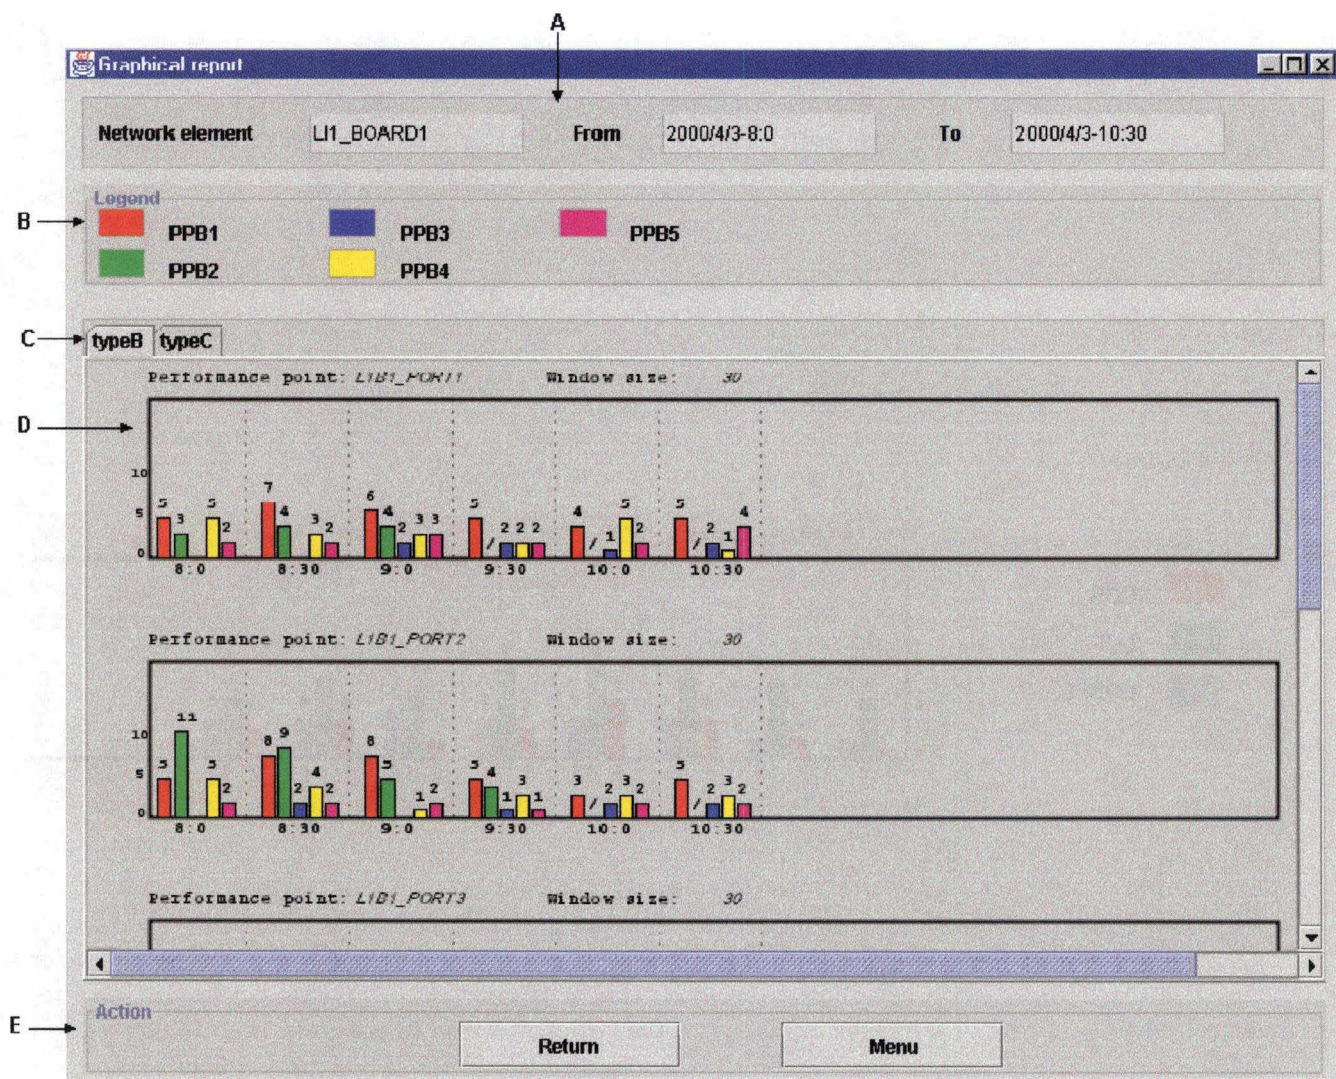 A
Graphical report
Network element LI1_BOARD1 From 2000/4/3-8:0 To 2000/4/3-10:30
Legend
B
PPB1 PPB3 PPB5
PPB2 PPB4
C
typeB typeC
Performance point: L1B1_PORT1 Window size: 30
D
10
5
0
5 3 5 2 7 4 3 2 6 4 2 3 3 5 / 2 2 2 4 / 1 5 2 5 / 2 1 4
8:0 8:30 9:0 9:30 10:0 10:30
Performance point: L1B1_PORT2 Window size: 30
10
5
0
5 11 5 2 8 9 2 4 2 8 5 1 2 5 4 1 3 1 3 / 2 3 2 5 / 2 3 2
8:0 8:30 9:0 9:30 10:0 10:30
Performance point: L1B1_PORT3 Window size: 30
Action
E
Return Menu